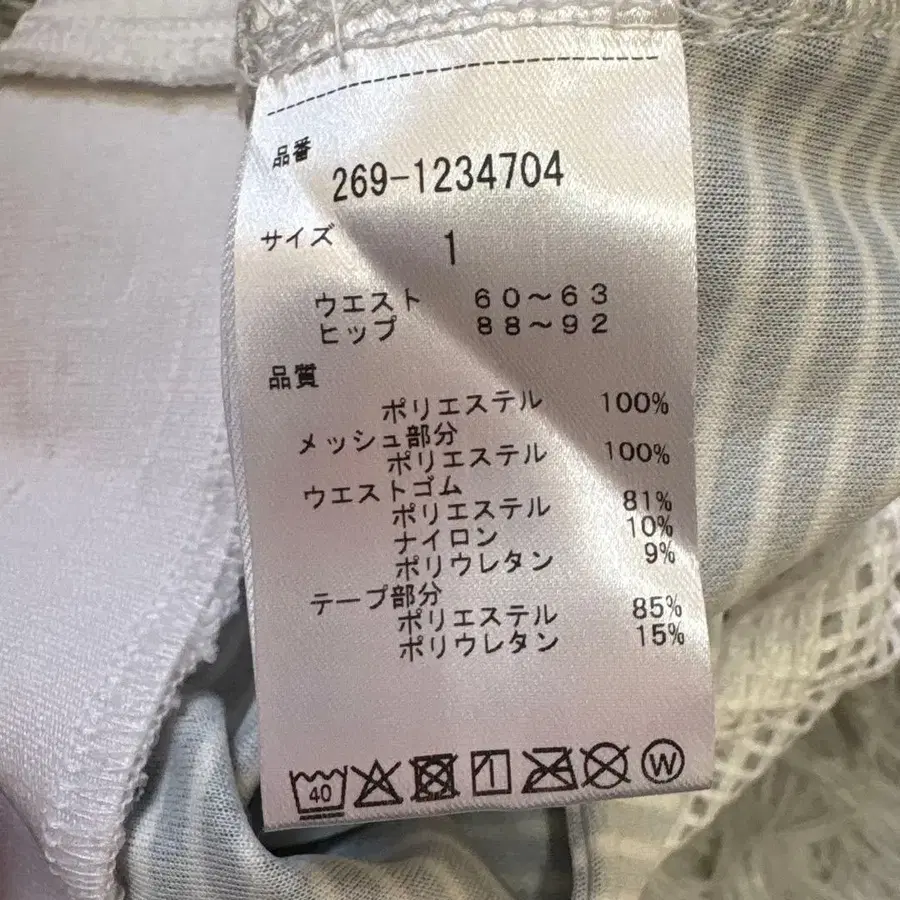 品番
269-1234704
サイズ 1
ウエスト 60~63
ヒップ 88~92
品質
ポリエステル 100%
メッシュ部分
ポリエステル 100%
ウエストゴム
ポリエステル 81%
ナイロン 10%
ポリウレタン 9%
テープ部分
ポリエステル 85%
ポリウレタン 15%
40
W